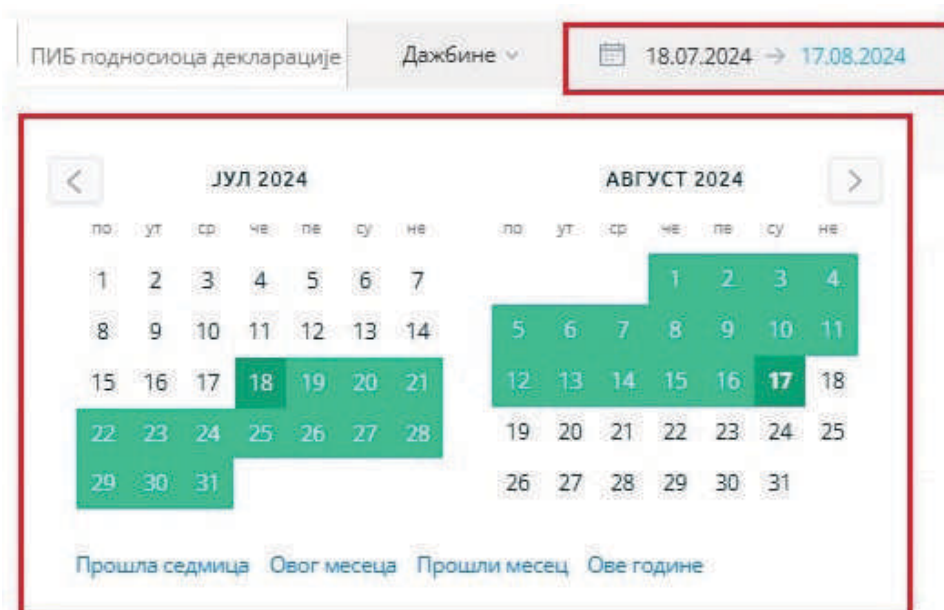 ПИБ подносиоца декларације Дажбине 18.07.2024 → 17.08.2024
ЈУЛ 2024 АВГУСТ 2024
по ут ср че пе су не по ут ср че пе су не
1 2 3 4 5 6 7 1 2 3 4
8 9 10 11 12 13 14 5 6 7 8 9 10 11
15 16 17 18 19 20 21 12 13 14 15 16 17 18
22 23 24 25 26 27 28 19 20 21 22 23 24 25
29 30 31 26 27 28 29 30 31
Прошла седмица Овог месеца Прошли месец Ове године